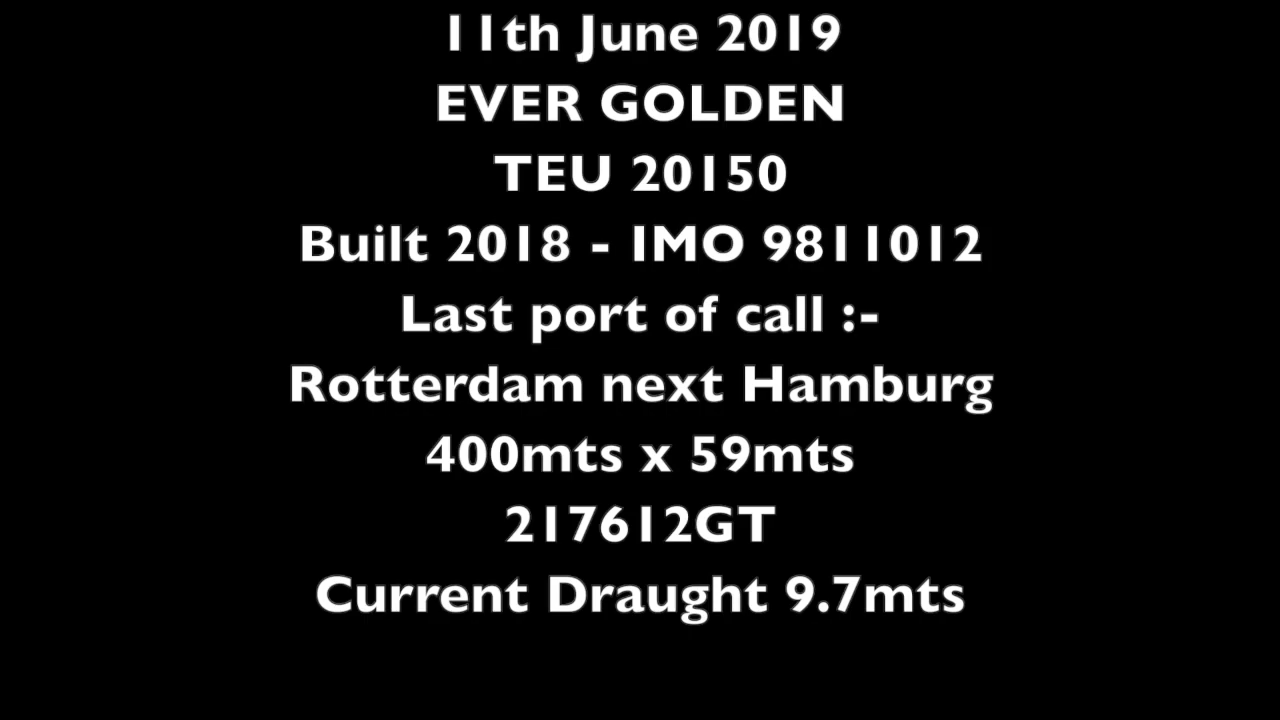 11th June 2019
EVER GOLDEN
TEU 20150
Built 2018 - IMO 9811012
Last port of call :-
Rotterdam next Hamburg
400mts x 59mts
217612GT
Current Draught 9.7mts